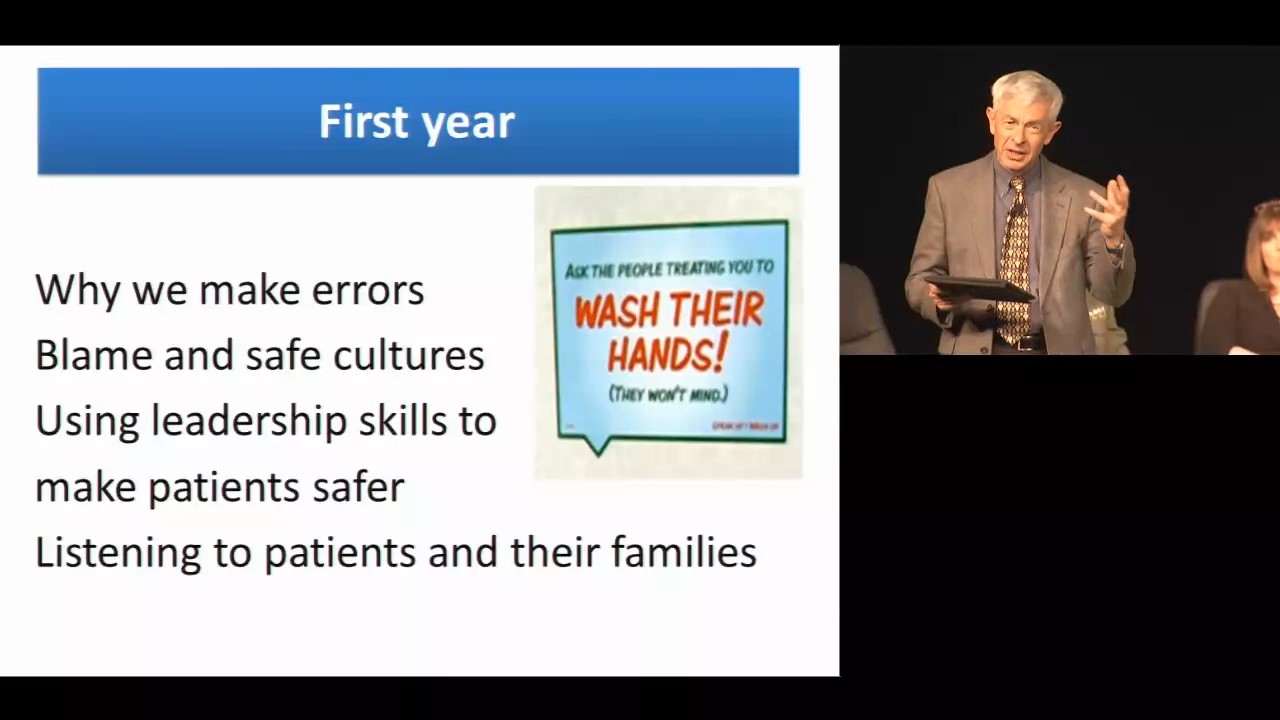 First year
Why we make errors
Blame and safe cultures
Using leadership skills to
make patients safer
Listening to patients and their families
ASK THE PEOPLE TREATING YOU TO
WASH THEIR
HANDS!
(THEY WON'T MIND.)